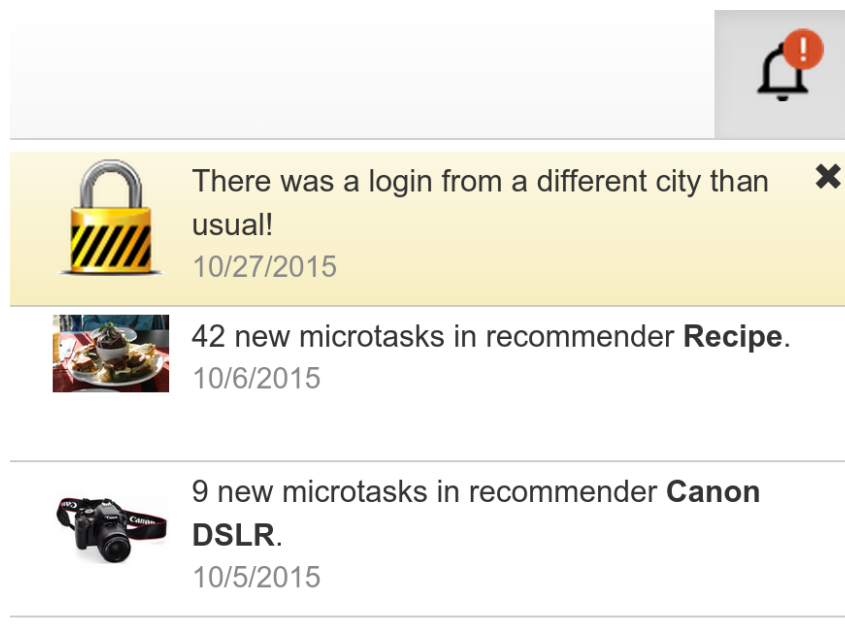 !
There was a login from a different city than
usual!
10/27/2015
42 new microtasks in recommender Recipe.
10/6/2015
9 new microtasks in recommender Canon
DSLR.
10/5/2015
Canon